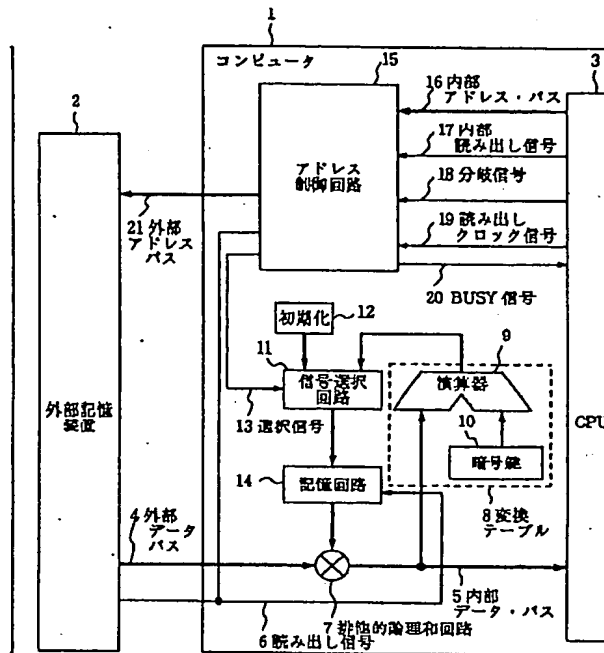 1
コンピュータ
15
3
2
16 内部
アドレス・バス
17 内部
読み出し信号
アドレス
制御回路
18 分岐信号
19 読み出し
クロック信号
21 外部
アドレス
バス
20 BUSY 信号
初期化
12
9
11
信号選択
回路
演算器
外部記憶
装置
13 選択信号
10
暗号鍵
CPU
14
記憶回路
8 変換
テーブル
4 外部
データ
バス
5 内部
データ・バス
7 排他的論理和回路
6 読み出し信号